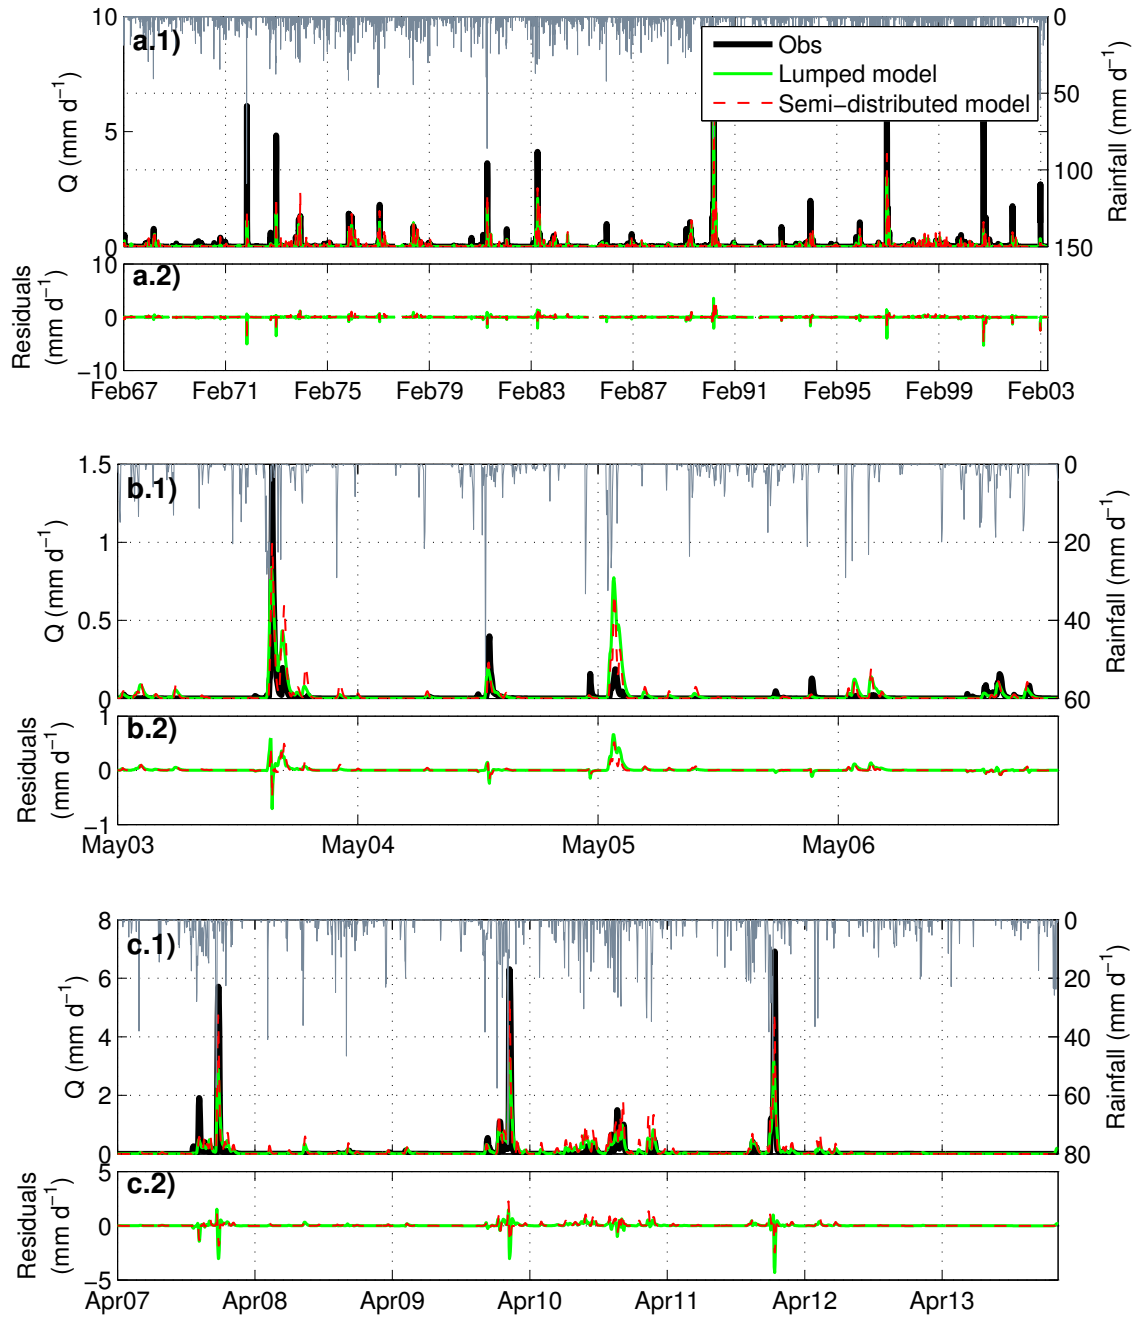 a.1)
10
5
0
Q (mm d−1)
0
50
100
150
Rainfall (mm d−1)
Obs
Lumped model
Semi−distributed model
a.2)
10
0
−10
Residuals
(mm d−1)
Feb67 Feb71 Feb75 Feb79 Feb83 Feb87 Feb91 Feb95 Feb99 Feb03
b.1)
1.5
1
0.5
0
Q (mm d−1)
0
20
40
60
Rainfall (mm d−1)
b.2)
1
0
−1
Residuals
(mm d−1)
May03 May04 May05 May06
c.1)
8
6
4
2
0
Q (mm d−1)
0
20
40
60
80
Rainfall (mm d−1)
c.2)
5
0
−5
Residuals
(mm d−1)
Apr07 Apr08 Apr09 Apr10 Apr11 Apr12 Apr13